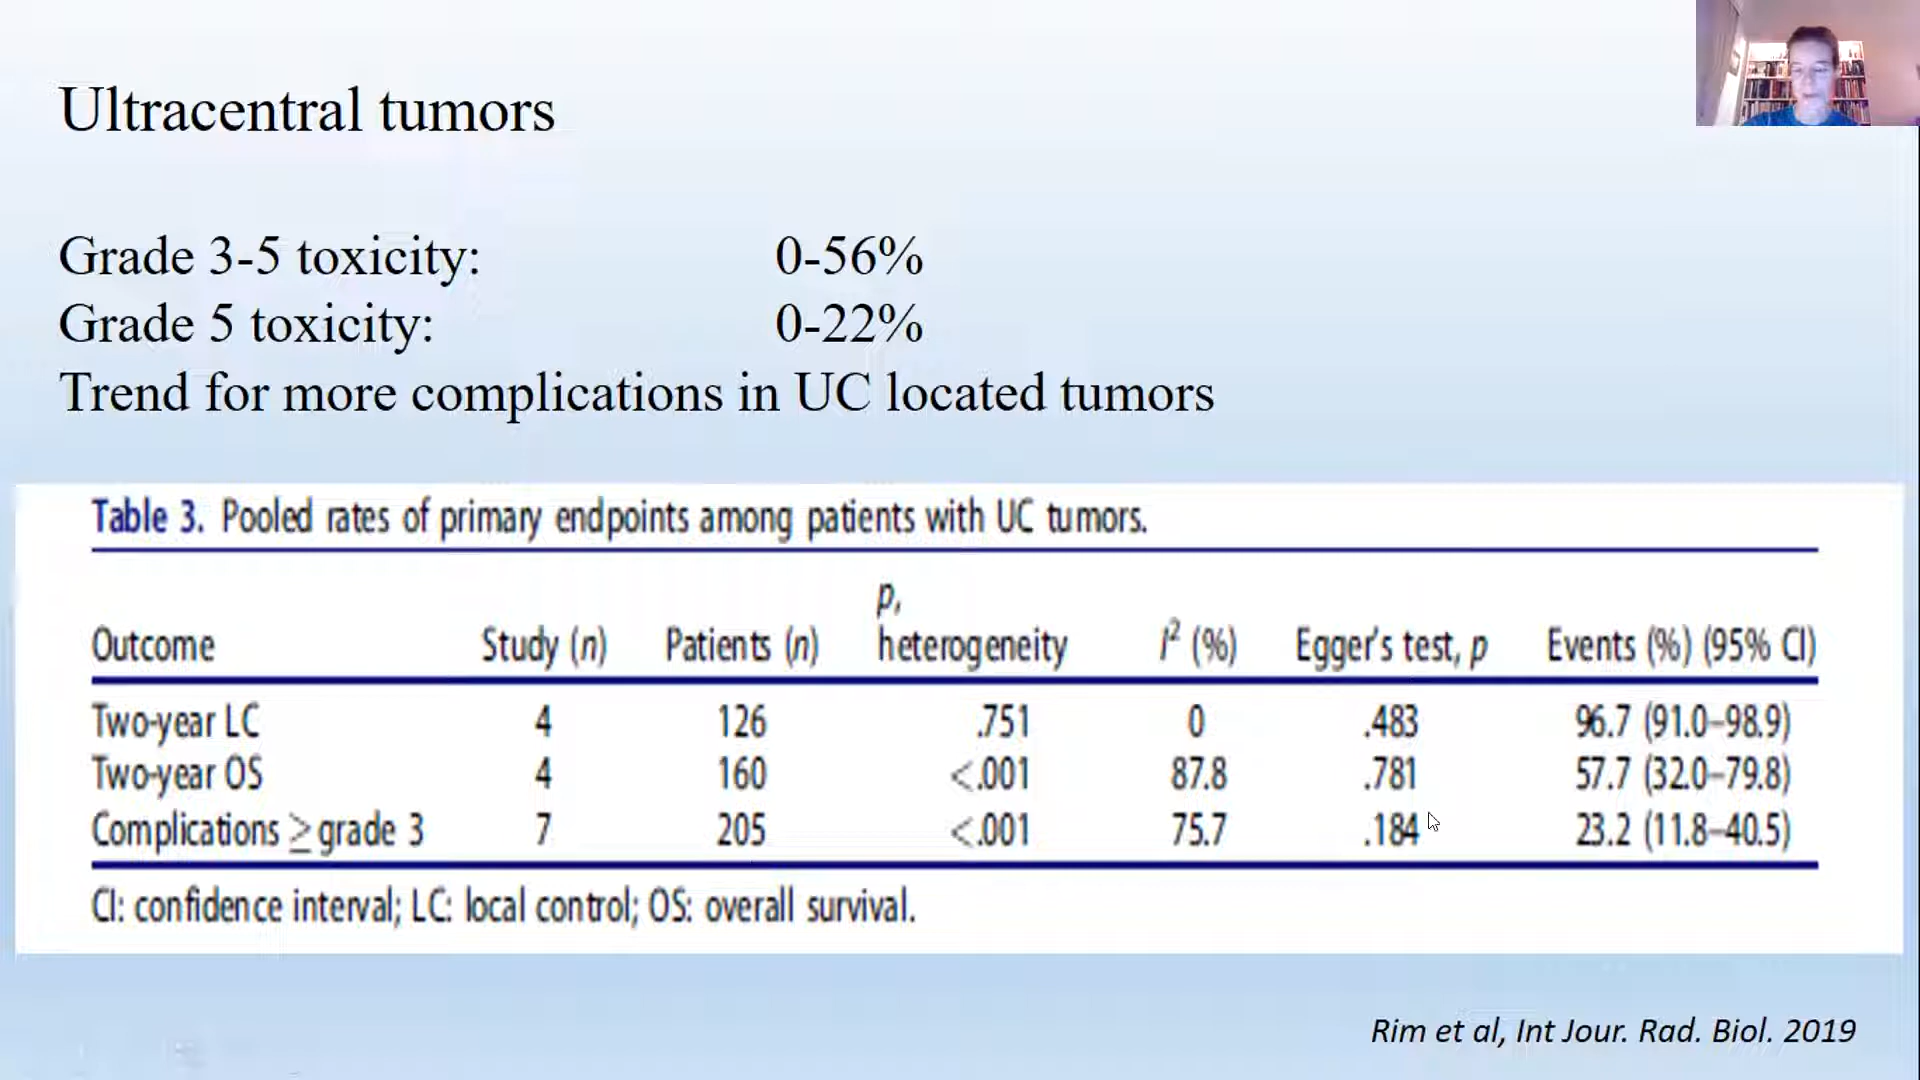 Ultracentral tumors
Grade 3-5 toxicity: 0-56%
Grade 5 toxicity: 0-22%
Trend for more complications in UC located tumors
Table 3. Pooled rates of primary endpoints among patients with UC tumors.
Outcome Study (n) Patients (n) p, heterogeneity I² (%) Egger's test, p Events (%) (95% CI)
Two-year LC 4 126 .751 0 .483 96.7 (91.0–98.9)
Two-year OS 4 160 <.001 87.8 .781 57.7 (32.0–79.8)
Complications ≥ grade 3 7 205 <.001 75.7 .184 23.2 (11.8–40.5)
CI: confidence interval; LC: local control; OS: overall survival.
Rim et al, Int Jour. Rad. Biol. 2019